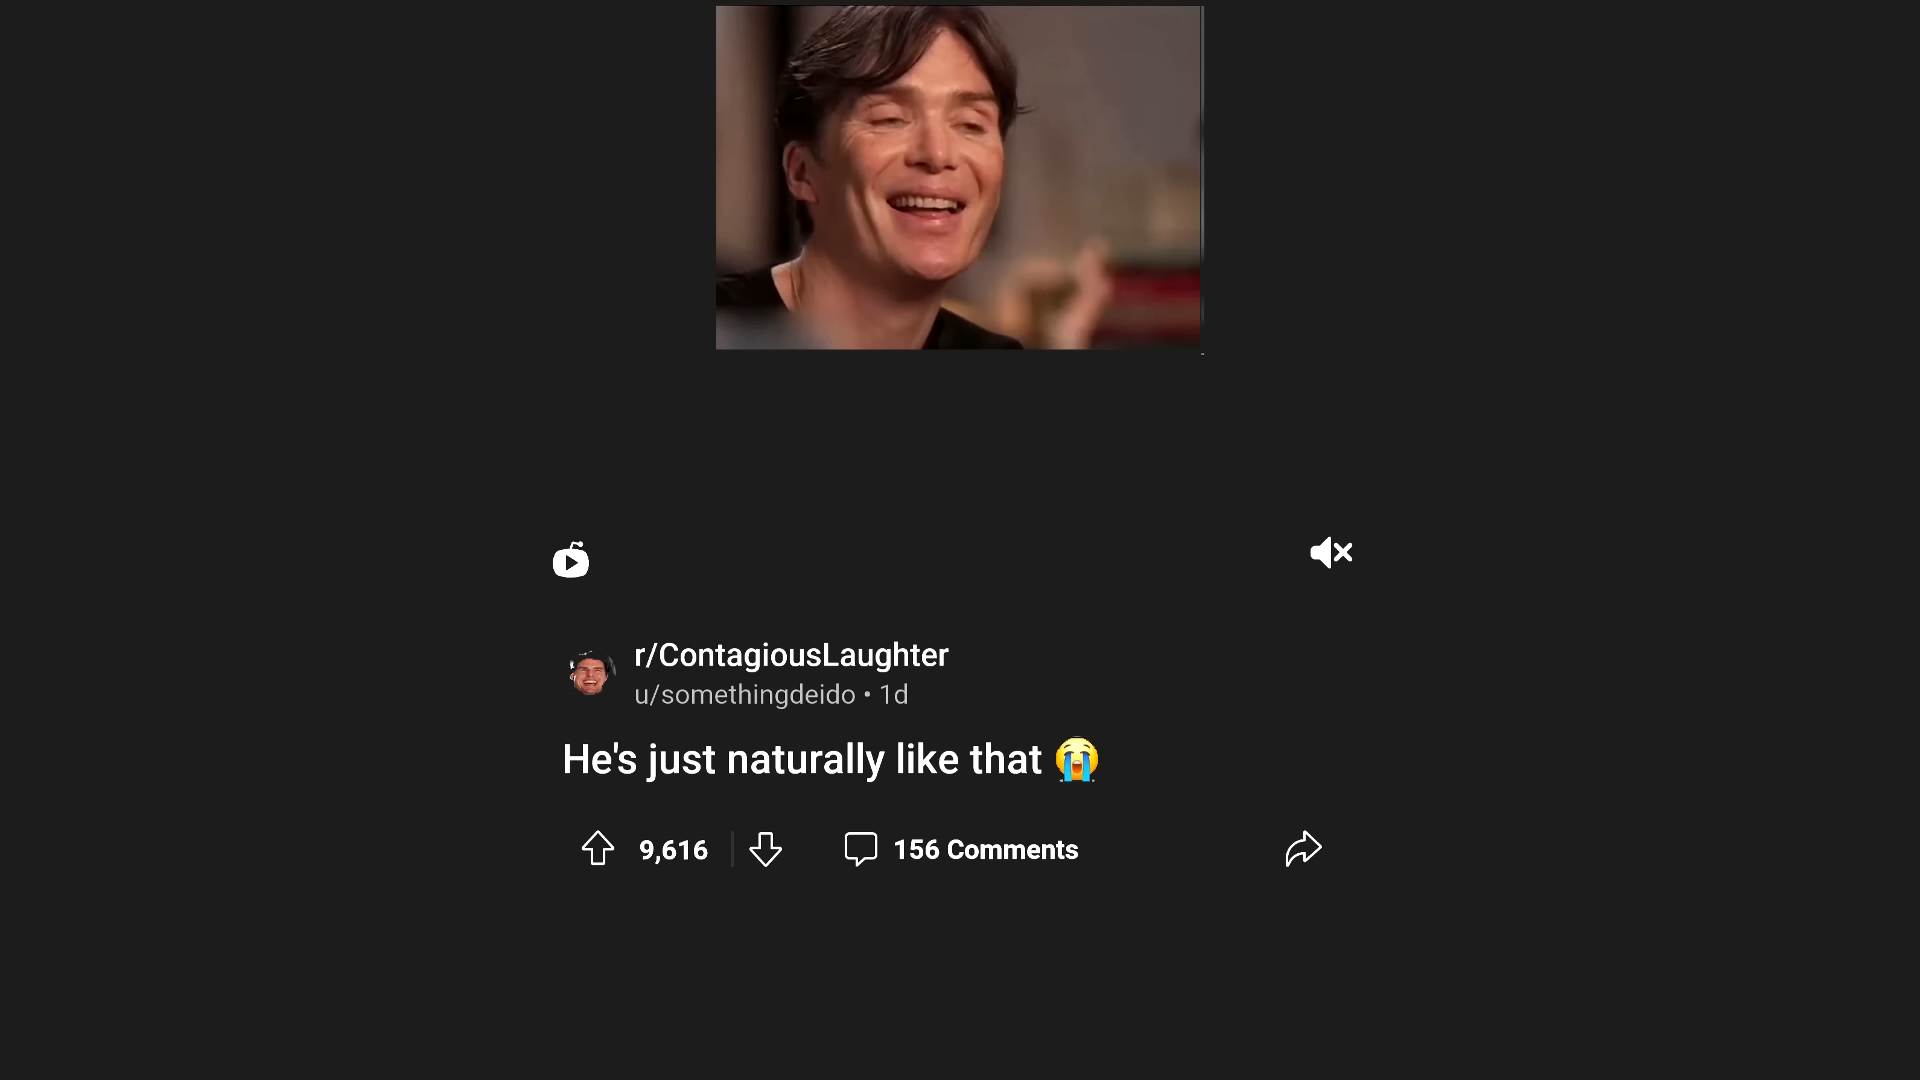 r/ContagiousLaughter
u/somethingdeido • 1d
He's just naturally like that 😭
9,616
156 Comments